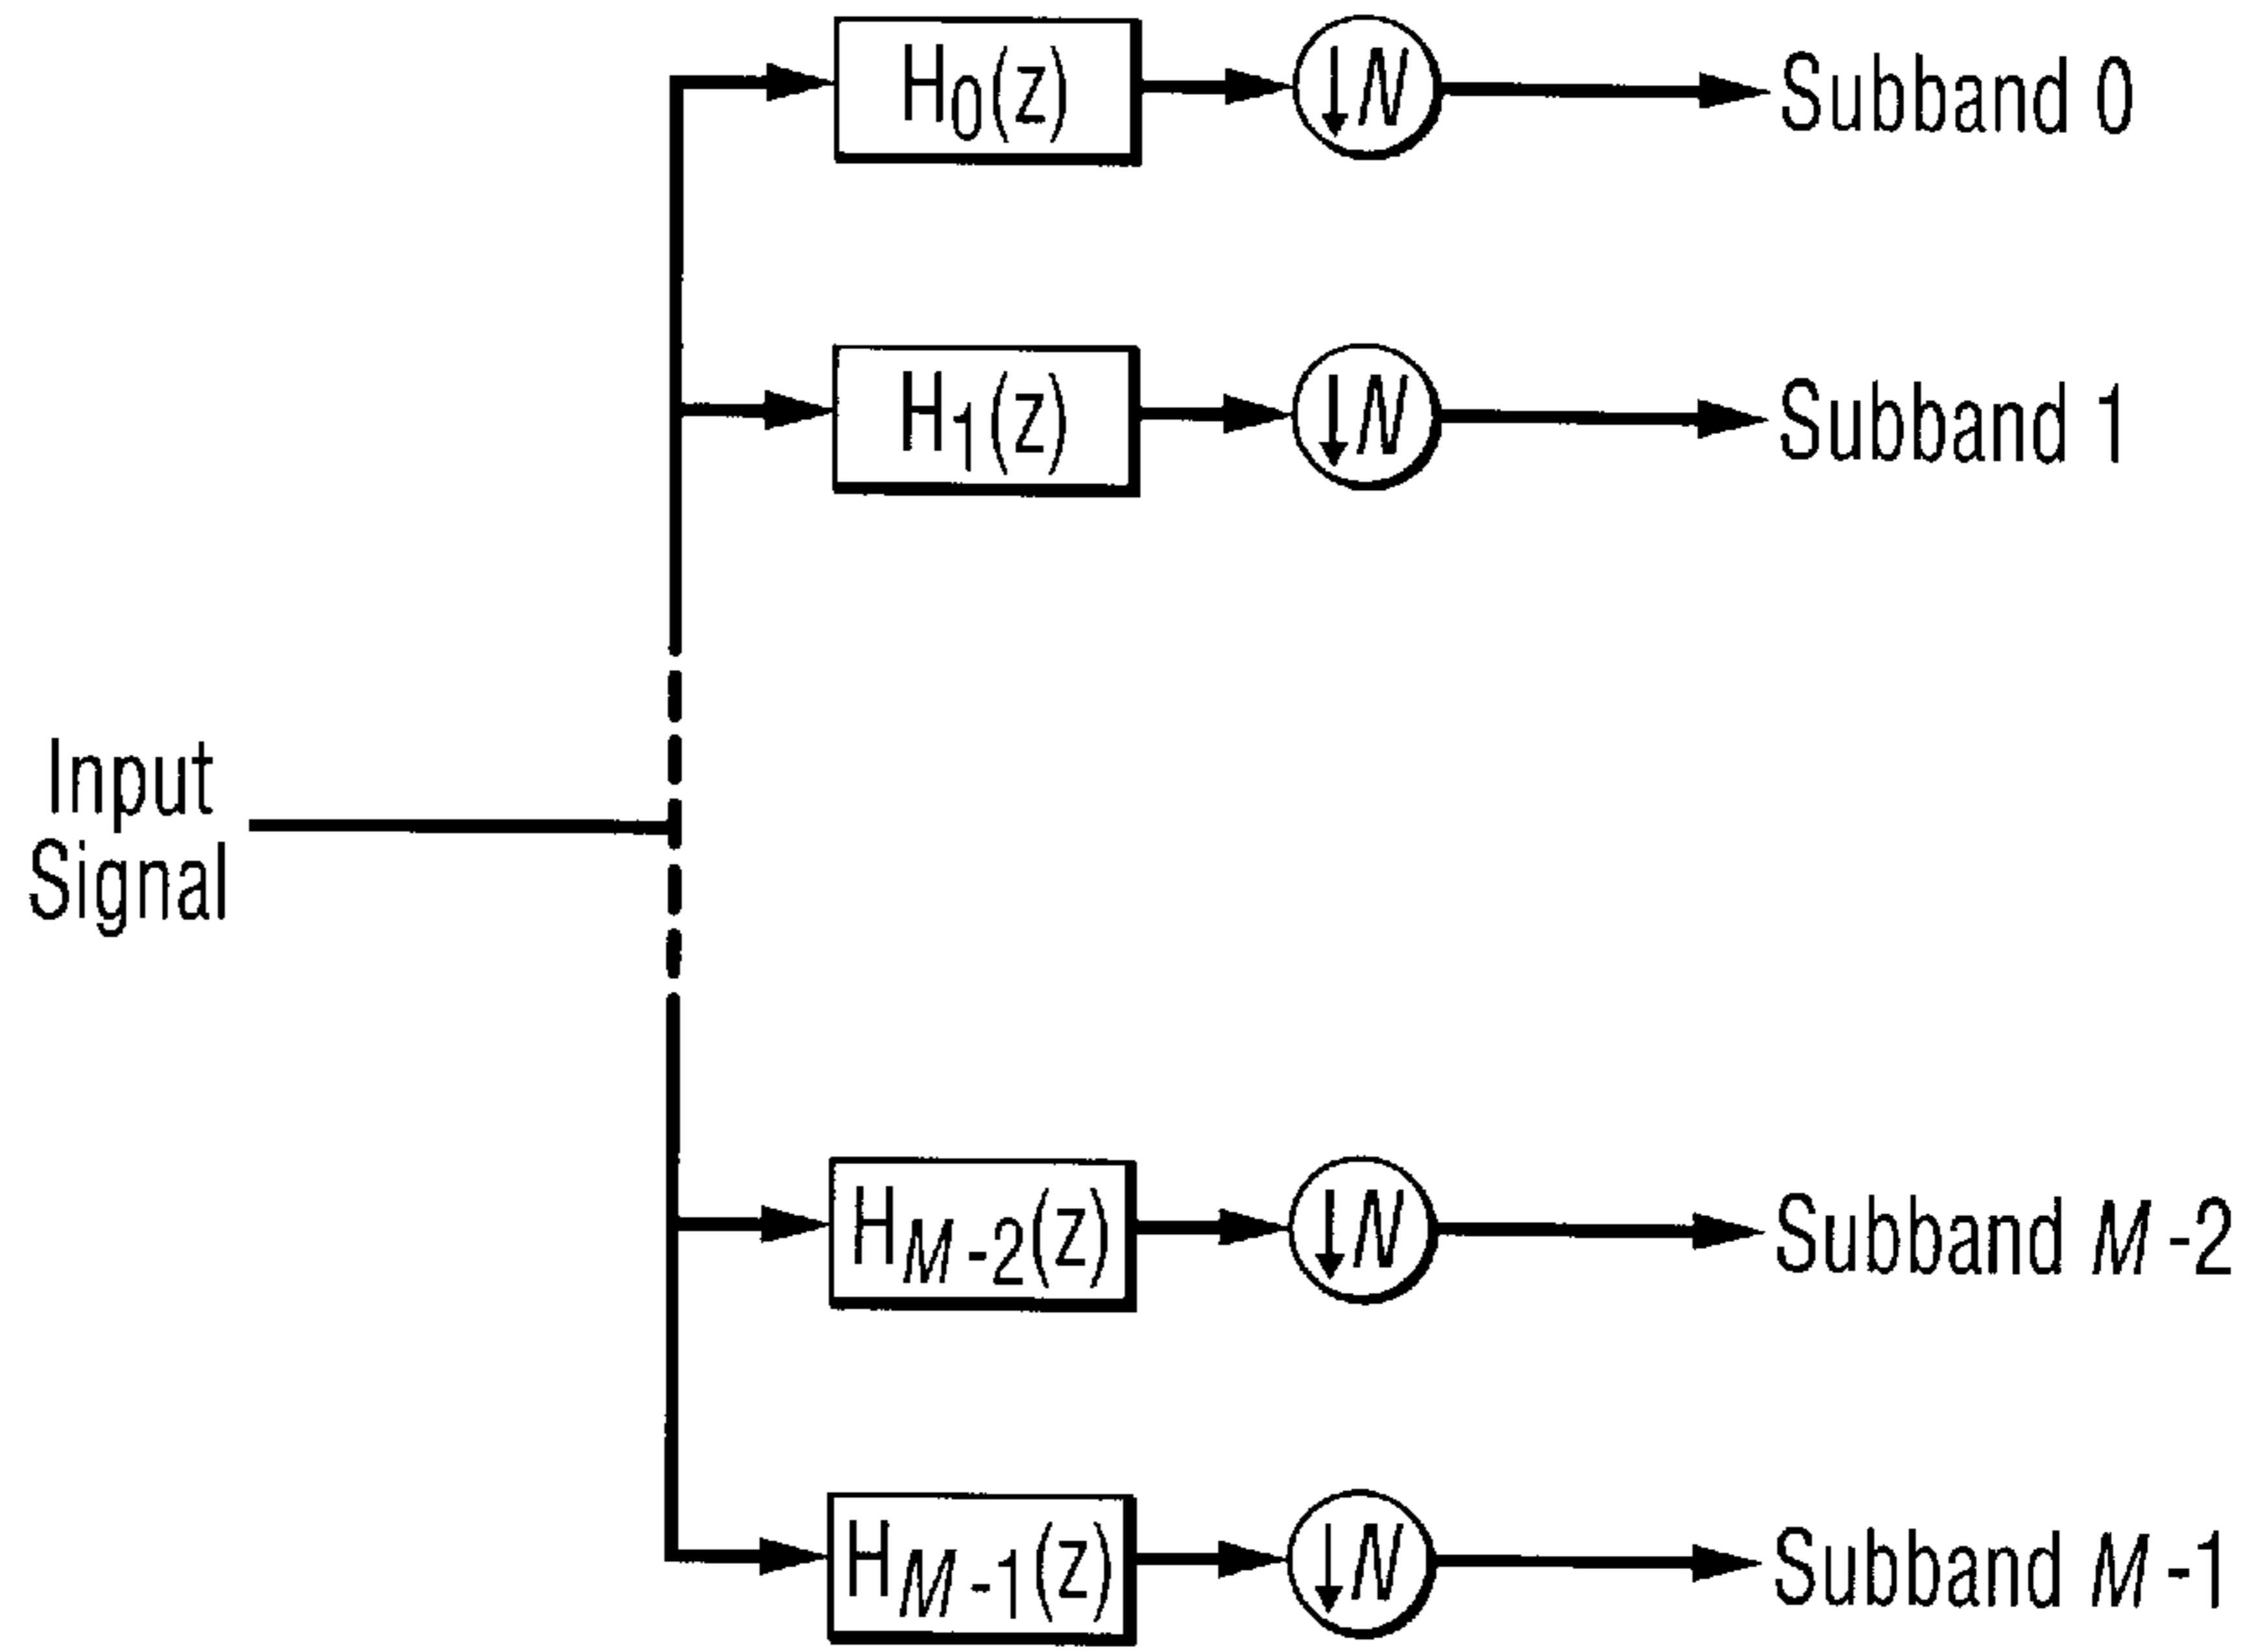 H0(z) ↓N Subband 0
H1(z) ↓N Subband 1
Input
Signal
HM-2(z) ↓N Subband M-2
HM-1(z) ↓N Subband M-1